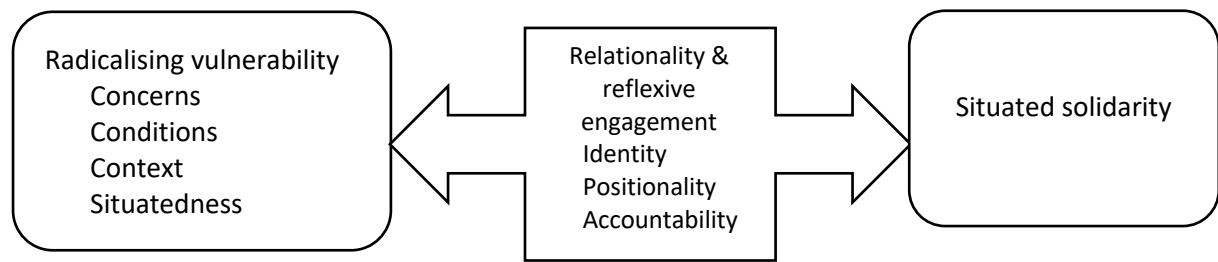 Radicalising vulnerability
Concerns
Conditions
Context
Situatedness
Relationality &
reflexive
engagement
Identity
Positionality
Accountability
Situated solidarity